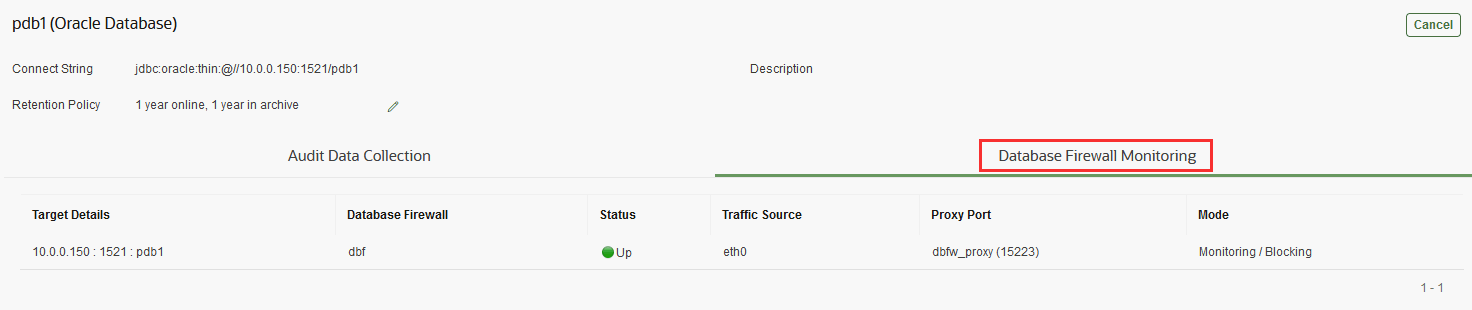 pdb1 (Oracle Database)
Cancel
Connect String jdbc:oracle:thin:@//10.0.0.150:1521/pdb1 Description
Retention Policy 1 year online, 1 year in archive
Audit Data Collection Database Firewall Monitoring
Target Details Database Firewall Status Traffic Source Proxy Port Mode
10.0.0.150 : 1521 : pdb1 dbf Up eth0 dbfw_proxy (15223) Monitoring / Blocking
1 - 1